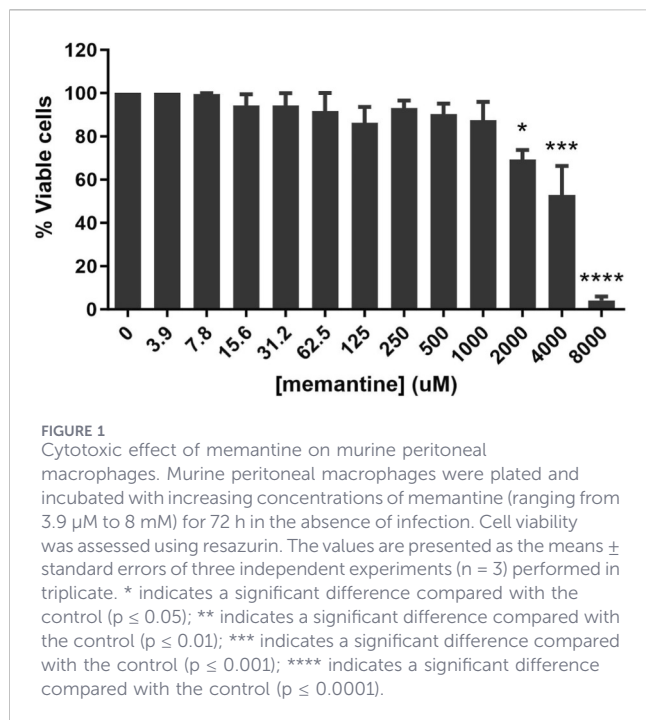 120
100
80
60
40
20
0
% Viable cells
*
***
****
0
3.9
7.8
15.6
31.2
62.5
125
250
500
1000
2000
4000
8000
[memantine] (uM)
FIGURE 1
Cytotoxic effect of memantine on murine peritoneal
macrophages. Murine peritoneal macrophages were plated and
incubated with increasing concentrations of memantine (ranging from
3.9 µM to 8 mM) for 72 h in the absence of infection. Cell viability
was assessed using resazurin. The values are presented as the means ±
standard errors of three independent experiments (n = 3) performed in
triplicate. * indicates a significant difference compared with the
control (p ≤ 0.05); ** indicates a significant difference compared with
the control (p ≤ 0.01); *** indicates a significant difference compared
with the control (p ≤ 0.001); **** indicates a significant difference
compared with the control (p ≤ 0.0001).